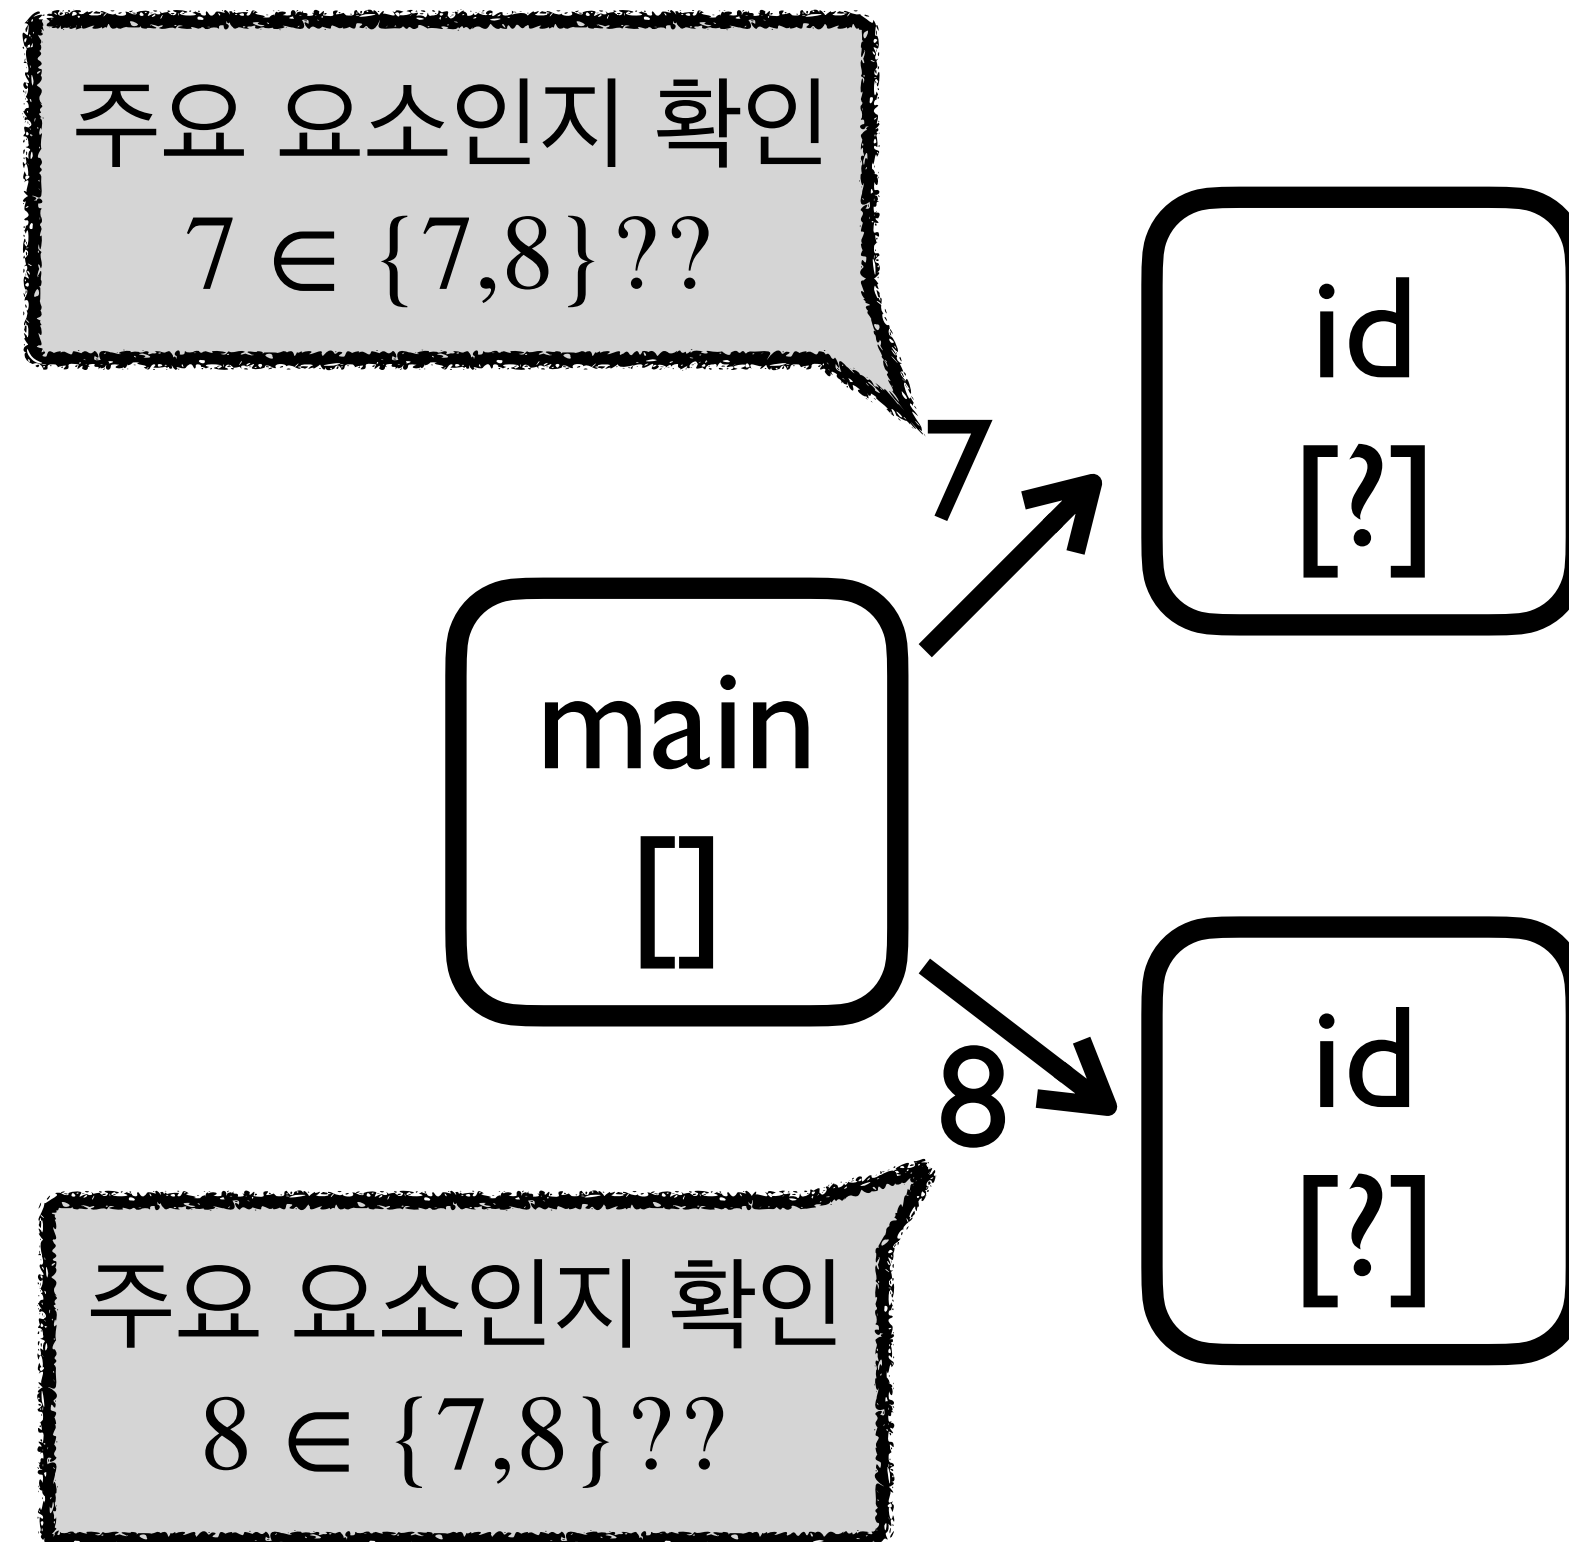 주요 요소인지 확인
7 ∈ {7,8}??
7
id
[?]
main
[]
8
id
[?]
주요 요소인지 확인
8 ∈ {7,8}??